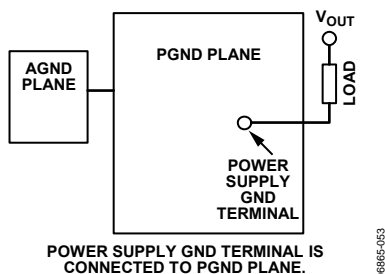 VOUT
AGND
PLANE
PGND PLANE
LOAD
POWER
SUPPLY
GND
TERMINAL
POWER SUPPLY GND TERMINAL IS
CONNECTED TO PGND PLANE.
6865-053